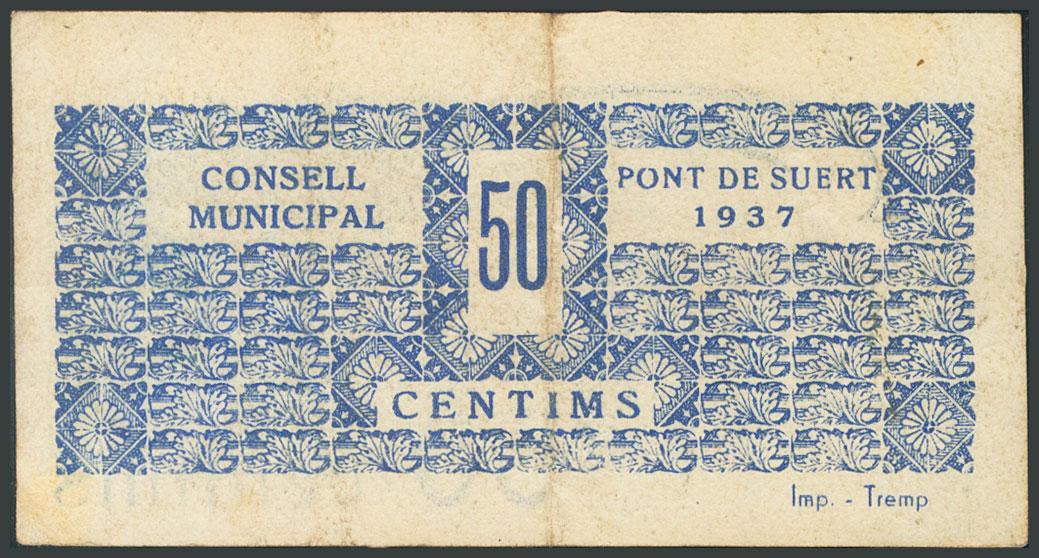 CONSELL
MUNICIPAL
50
CENTIMS
PONT DE SUERT
1937
Imp. - Tremp